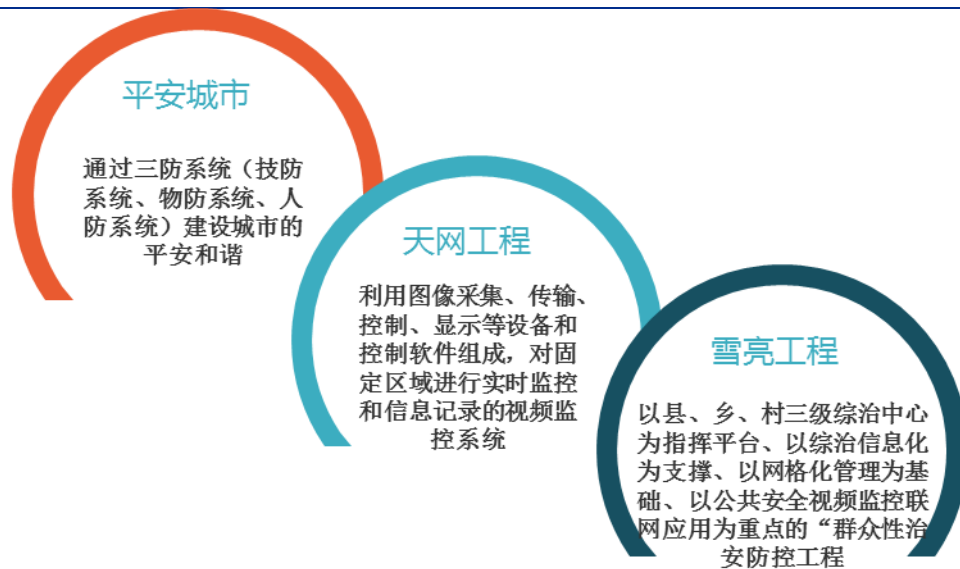 平安城市
通过三防系统（技防
系统、物防系统、人
防系统）建设城市的
平安和谐
天网工程
利用图像采集、传输、
控制、显示等设备和
控制软件组成，对固
定区域进行实时监控
和信息记录的视频监
控系统
雪亮工程
以县、乡、村三级综治中心
为指挥平台、以综治信息化
为支撑、以网格化管理为基
础、以公共安全视频监控联
网应用为重点的“群众性治
安防控工程